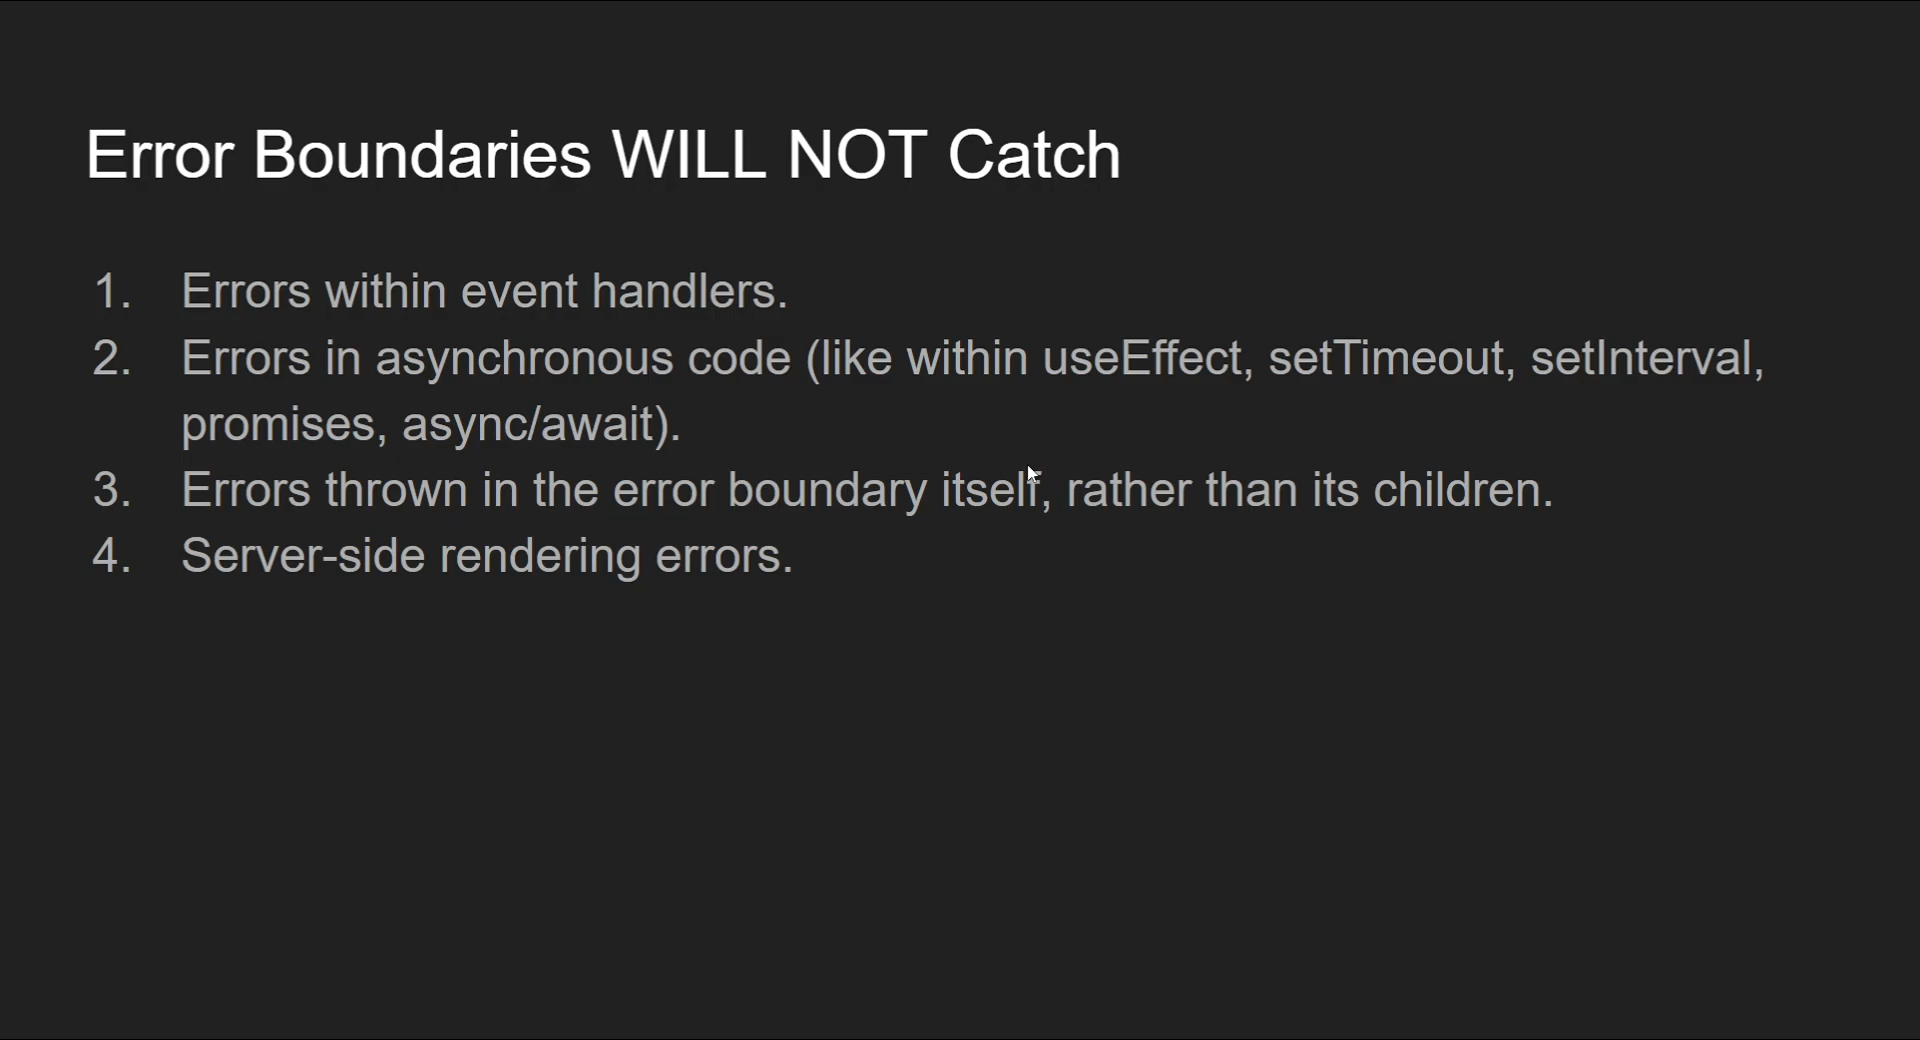 Error Boundaries WILL NOT Catch
1. Errors within event handlers.
2. Errors in asynchronous code (like within useEffect, setTimeout, setInterval,
promises, async/await).
3. Errors thrown in the error boundary itself, rather than its children.
4. Server-side rendering errors.